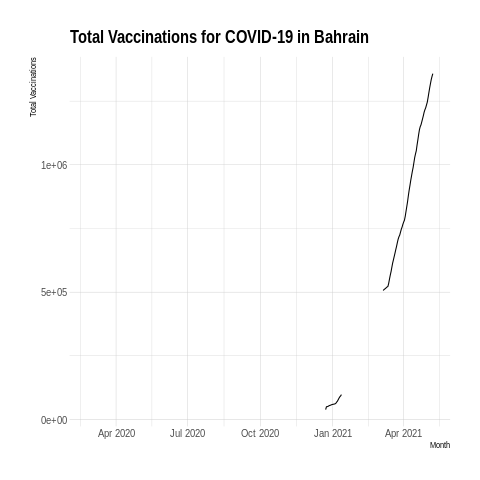 Total Vaccinations for COVID-19 in Bahrain
Total Vaccinations
1e+06
5e+05
0e+00
Apr 2020 Jul 2020 Oct 2020 Jan 2021 Apr 2021
Month